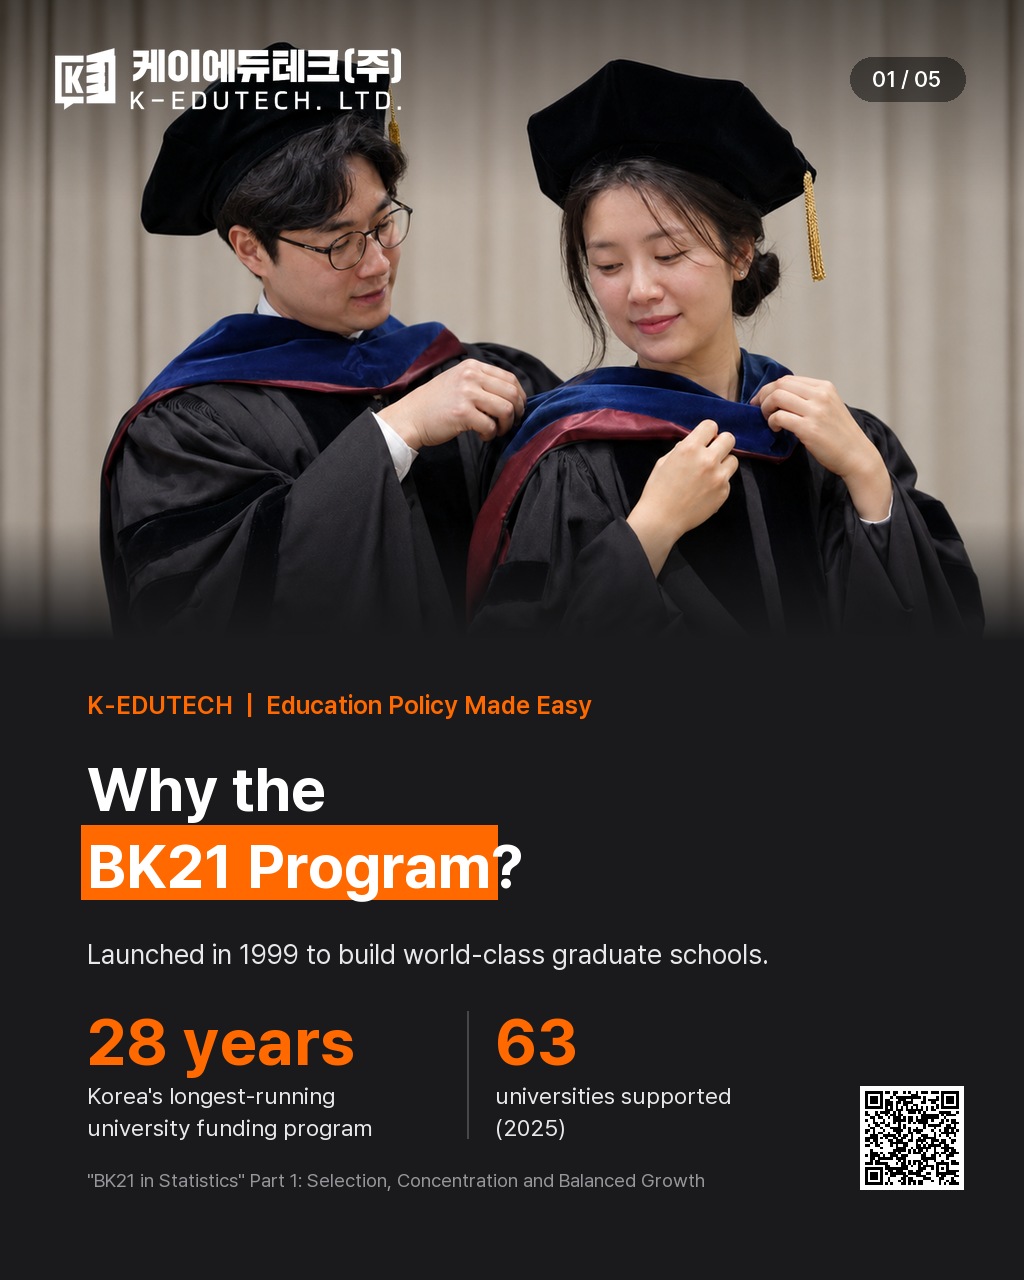 케이에듀테크(주)
K-EDUTECH. LTD.
01 / 05
K-EDUTECH | Education Policy Made Easy
Why the
BK21 Program?
Launched in 1999 to build world-class graduate schools.
28 years
Korea's longest-running
university funding program
63
universities supported
(2025)
"BK21 in Statistics" Part 1: Selection, Concentration and Balanced Growth